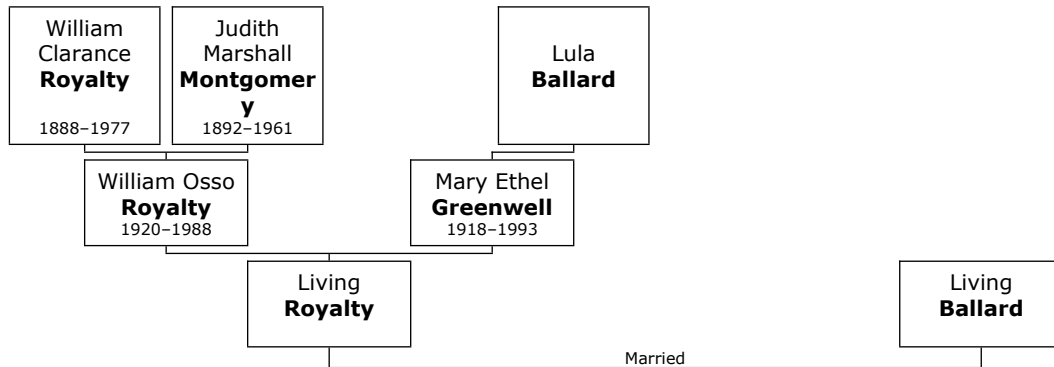 William
Clarance
Royalty
1888–1977
Judith
Marshall
Montgomer
y
1892–1961
Lula
Ballard
William Osso
Royalty
1920–1988
Mary Ethel
Greenwell
1918–1993
Living
Royalty
Living
Ballard
Married